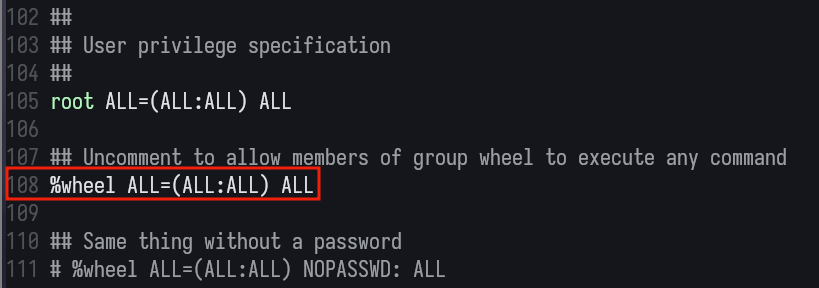 102 ##
103 ## User privilege specification
104 ##
105 root ALL=(ALL:ALL) ALL
106
107 ## Uncomment to allow members of group wheel to execute any command
108 %wheel ALL=(ALL:ALL) ALL
109
110 ## Same thing without a password
111 # %wheel ALL=(ALL:ALL) NOPASSWD: ALL